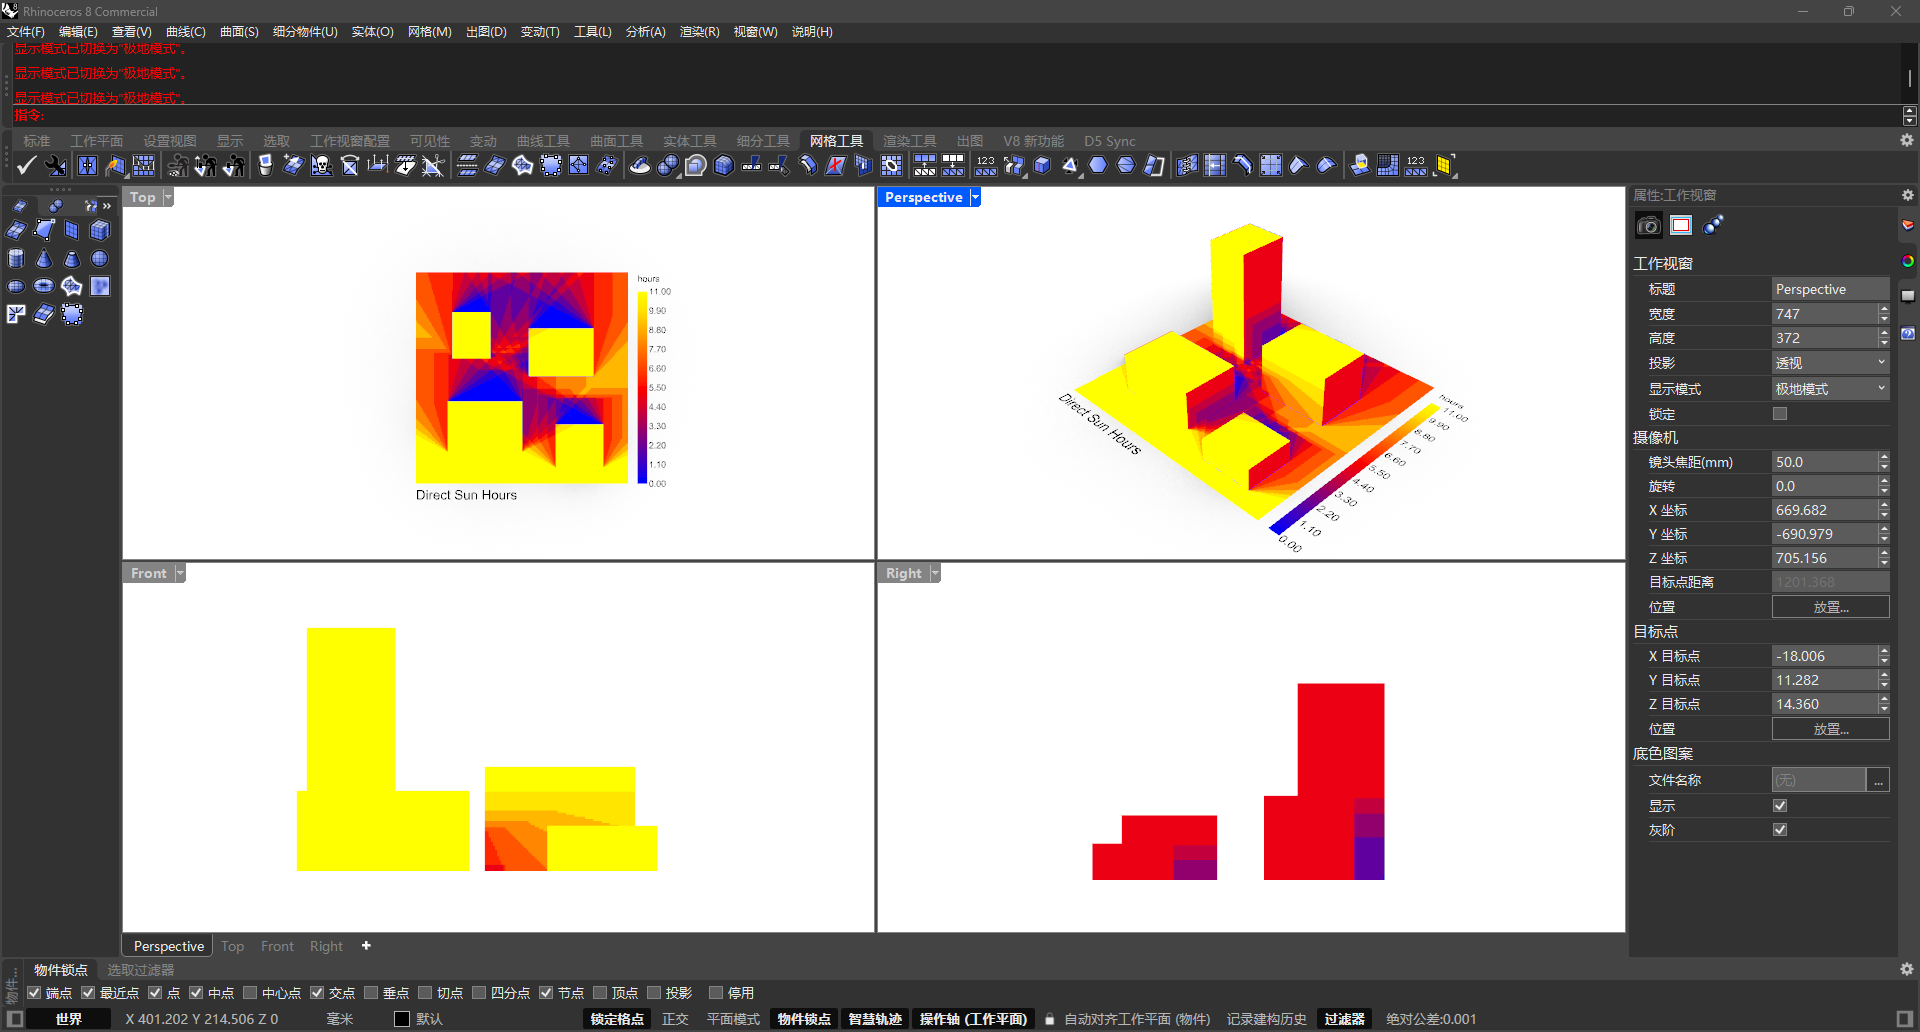 Rhinoceros 8 Commercial
文件(F) 编辑(E) 查看(V) 曲线(C) 曲面(S) 细分物件(U) 实体(O) 网格(M) 出图(D) 变动(T) 工具(L) 分析(A) 渲染(R) 视窗(W) 说明(H)
显示模式已切换为"极地模式"。
显示模式已切换为"极地模式"。
显示模式已切换为"极地模式"。
指令:
标准 工作平面 设置视图 显示 选取 工作视窗配置 可见性 变动 曲线工具 曲面工具 实体工具 细分工具 网格工具 渲染工具 出图 V8 新功能 D5 Sync
123 123
Top
hours
11.00
9.90
8.80
7.70
6.60
5.50
4.40
3.30
2.20
1.10
0.00
Direct Sun Hours
Perspective
Direct Sun Hours
hours
11.00
9.90
8.80
7.70
6.60
5.50
4.40
3.30
2.20
1.10
0.00
Front
Right
属性:工作视窗
工作视窗
标题 Perspective
宽度 747
高度 372
投影 透视
显示模式 极地模式
锁定
摄像机
镜头焦距(mm) 50.0
旋转 0.0
X 坐标 669.682
Y 坐标 -690.979
Z 坐标 705.156
目标点距离 1201.368
位置 放置...
目标点
X 目标点 -18.006
Y 目标点 11.282
Z 目标点 14.360
位置 放置...
底色图案
文件名称 (无) ...
显示
灰阶
Perspective Top Front Right
物件锁点 选取过滤器
物件
端点 最近点 点 中点 中心点 交点 垂点 切点 四分点 节点 顶点 投影 停用
世界 X 401.202 Y 214.506 Z 0 毫米 默认 锁定格点 正交 平面模式 物件锁点 智慧轨迹 操作轴 (工作平面) 自动对齐工作平面 (物件) 记录建构历史 过滤器 绝对公差:0.001